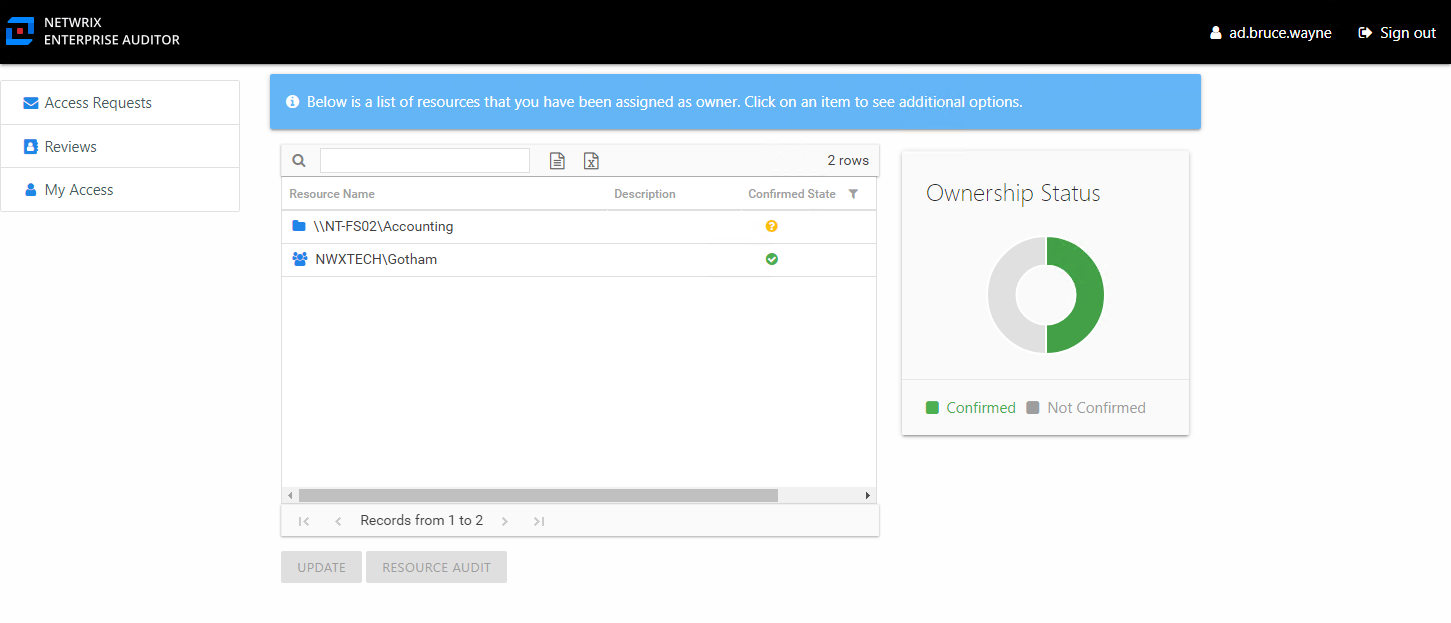 NETWRIX
ENTERPRISE AUDITOR
ad.bruce.wayne
Sign out
Access Requests
Reviews
My Access
Below is a list of resources that you have been assigned as owner. Click on an item to see additional options.
2 rows
Resource Name Description Confirmed State
\\NT-FS02\Accounting
NWXTECH\Gotham
Records from 1 to 2
UPDATE RESOURCE AUDIT
Ownership Status
Confirmed Not Confirmed